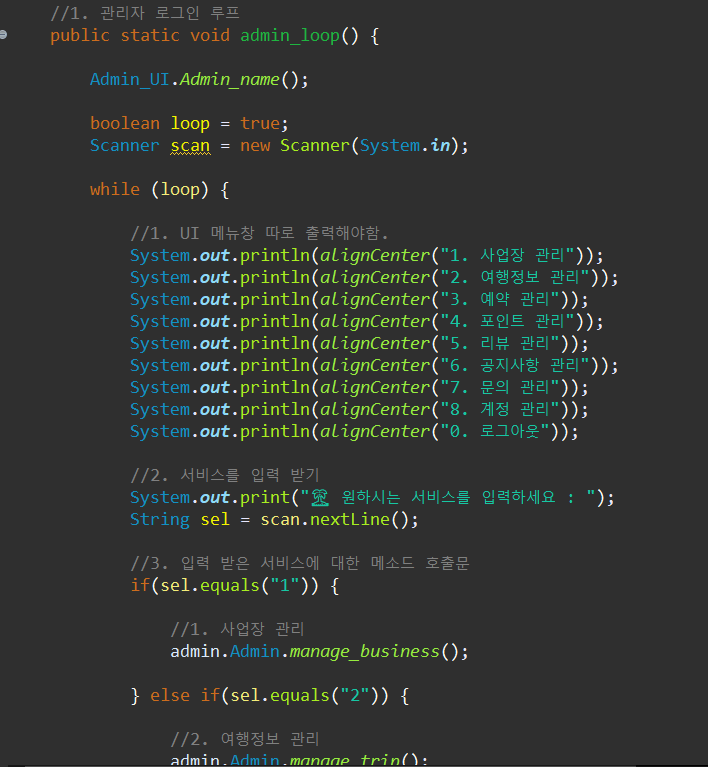 //1. 관리자 로그인 루프
public static void admin_loop() {
Admin_UI.Admin_name();
boolean loop = true;
Scanner scan = new Scanner(System.in);
while (loop) {
//1. UI 메뉴창 따로 출력해야함.
System.out.println(alignCenter("1. 사업장 관리"));
System.out.println(alignCenter("2. 여행정보 관리"));
System.out.println(alignCenter("3. 예약 관리"));
System.out.println(alignCenter("4. 포인트 관리"));
System.out.println(alignCenter("5. 리뷰 관리"));
System.out.println(alignCenter("6. 공지사항 관리"));
System.out.println(alignCenter("7. 문의 관리"));
System.out.println(alignCenter("8. 계정 관리"));
System.out.println(alignCenter("0. 로그아웃"));
//2. 서비스를 입력 받기
System.out.print("🏝 원하시는 서비스를 입력하세요 : ");
String sel = scan.nextLine();
//3. 입력 받은 서비스에 대한 메소드 호출문
if(sel.equals("1")) {
//1. 사업장 관리
admin.Admin.manage_business();
} else if(sel.equals("2")) {
//2. 여행정보 관리
admin.Admin.manage_trip();